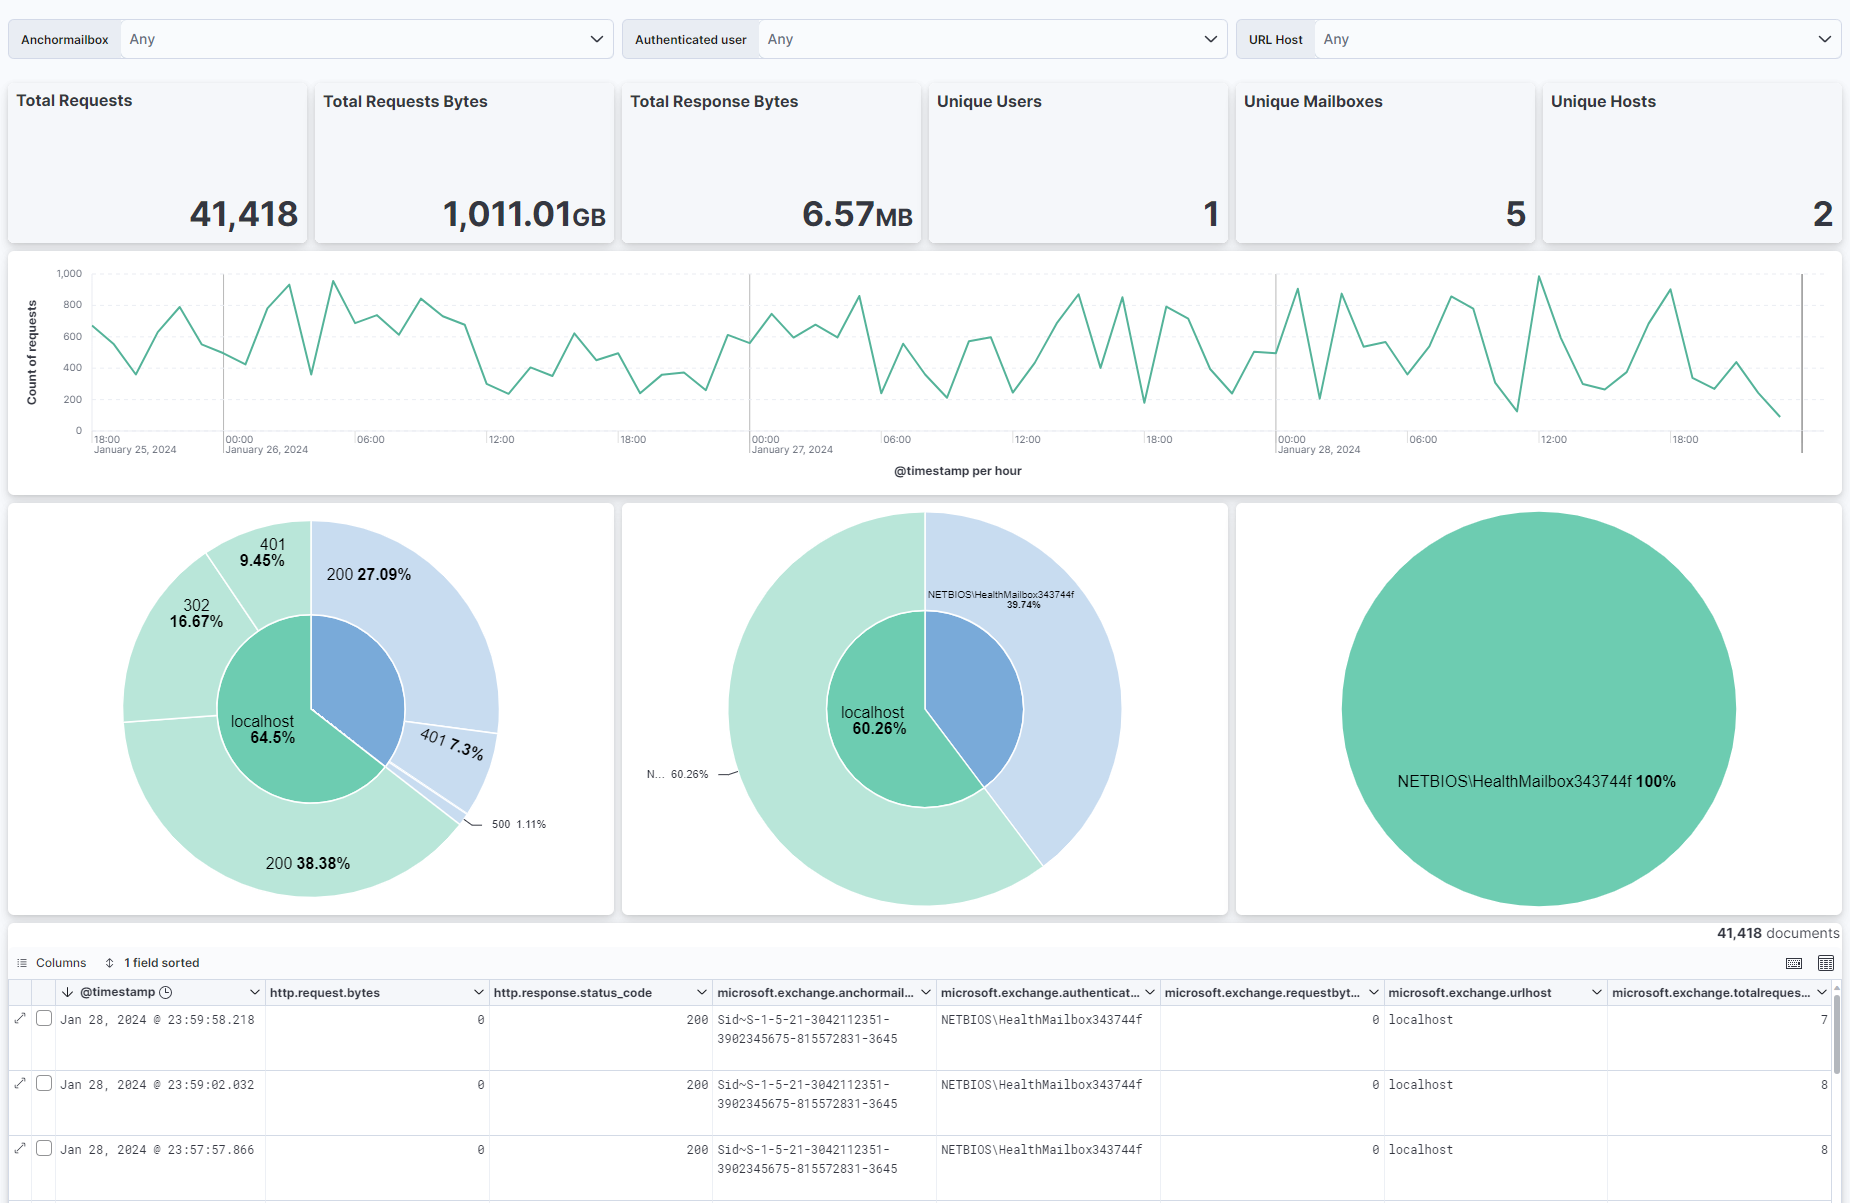 Anchormailbox Any
Authenticated user Any
URL Host Any
Total Requests
41,418
Total Requests Bytes
1,011.01GB
Total Response Bytes
6.57MB
Unique Users
1
Unique Mailboxes
5
Unique Hosts
2
Count of requests
1,000
800
600
400
200
0
18:00 00:00 06:00 12:00 18:00 00:00 06:00 12:00 18:00 00:00 06:00 12:00 18:00
January 25, 2024 January 26, 2024 January 27, 2024 January 28, 2024
@timestamp per hour
401
9.45%
200 27.09%
302
16.67%
localhost
64.5%
401 7.3%
500 1.11%
200 38.38%
NETBIOS\HealthMailbox343744f
39.74%
localhost
60.26%
N... 60.26%
NETBIOS\HealthMailbox343744f 100%
41,418 documents
Columns 1 field sorted
@timestamp http.request.bytes http.response.status_code microsoft.exchange.anchormail... microsoft.exchange.authenticat... microsoft.exchange.requestbyt... microsoft.exchange.urlhost microsoft.exchange.totalreques...
Jan 28, 2024 @ 23:59:58.218 0 200 Sid~S-1-5-21-3042112351- NETBIOS\HealthMailbox343744f 0 localhost 7
3902345675-815572831-3645
Jan 28, 2024 @ 23:59:02.032 0 200 Sid~S-1-5-21-3042112351- NETBIOS\HealthMailbox343744f 0 localhost 8
3902345675-815572831-3645
Jan 28, 2024 @ 23:57:57.866 0 200 Sid~S-1-5-21-3042112351- NETBIOS\HealthMailbox343744f 0 localhost 8
3902345675-815572831-3645